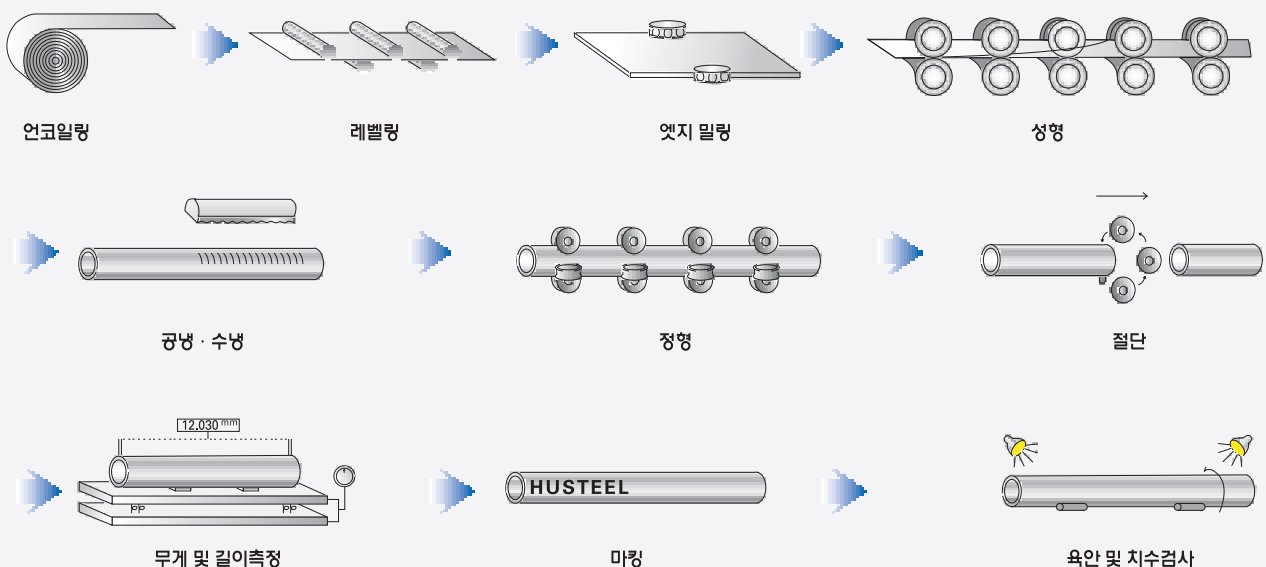 언코일링
레벨링
엣지 밀링
성형
공냉 · 수냉
정형
절단
12.030 mm
무게 및 길이측정
HUSTEEL
마킹
육안 및 치수검사